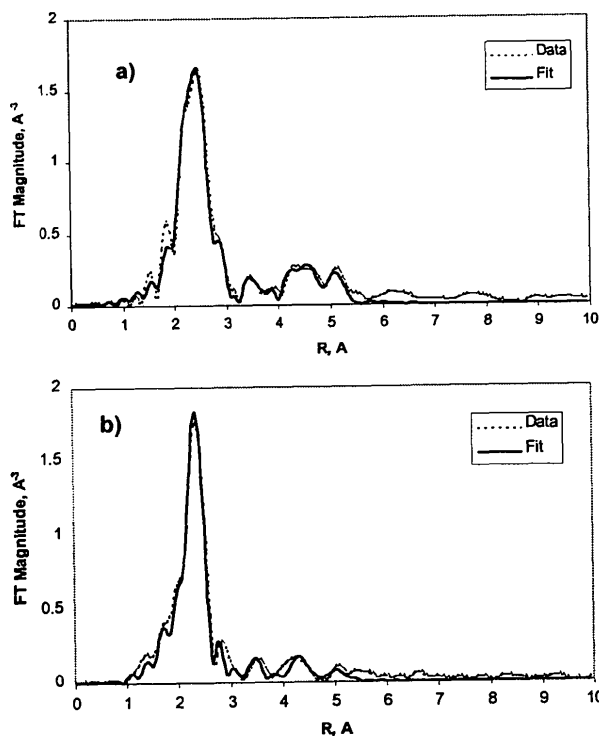 2
a)
Data
Fit
1.5
1
0.5
0
FT Magnitude, A⁻³
0 1 2 3 4 5 6 7 8 9 10
R, A
2
b)
Data
Fit
1.5
1
0.5
0
FT Magnitude, A⁻³
0 1 2 3 4 5 6 7 8 9 10
R, A